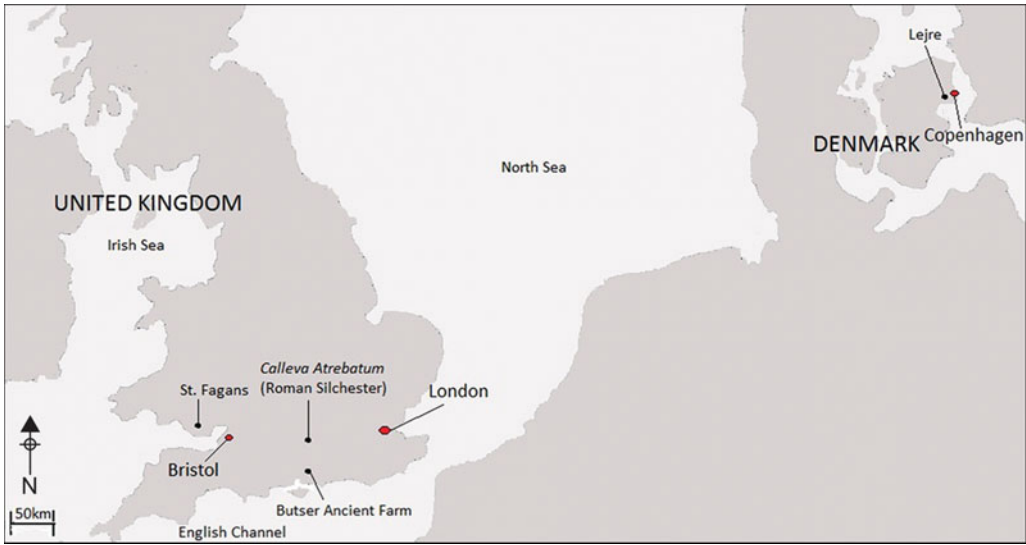 Lejre
Copenhagen
DENMARK
North Sea
UNITED KINGDOM
Irish Sea
Calleva Atrebatum
(Roman Silchester)
St. Fagans
London
Bristol
N
Butser Ancient Farm
50km
English Channel